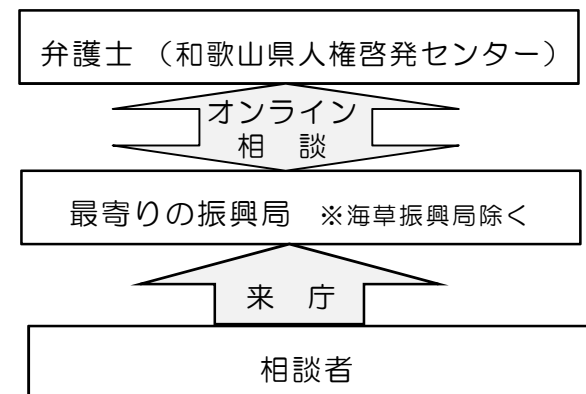 弁護士 （和歌山県人権啓発センター）
オンライン
相　談
最寄りの振興局　※海草振興局除く
来　庁
相談者